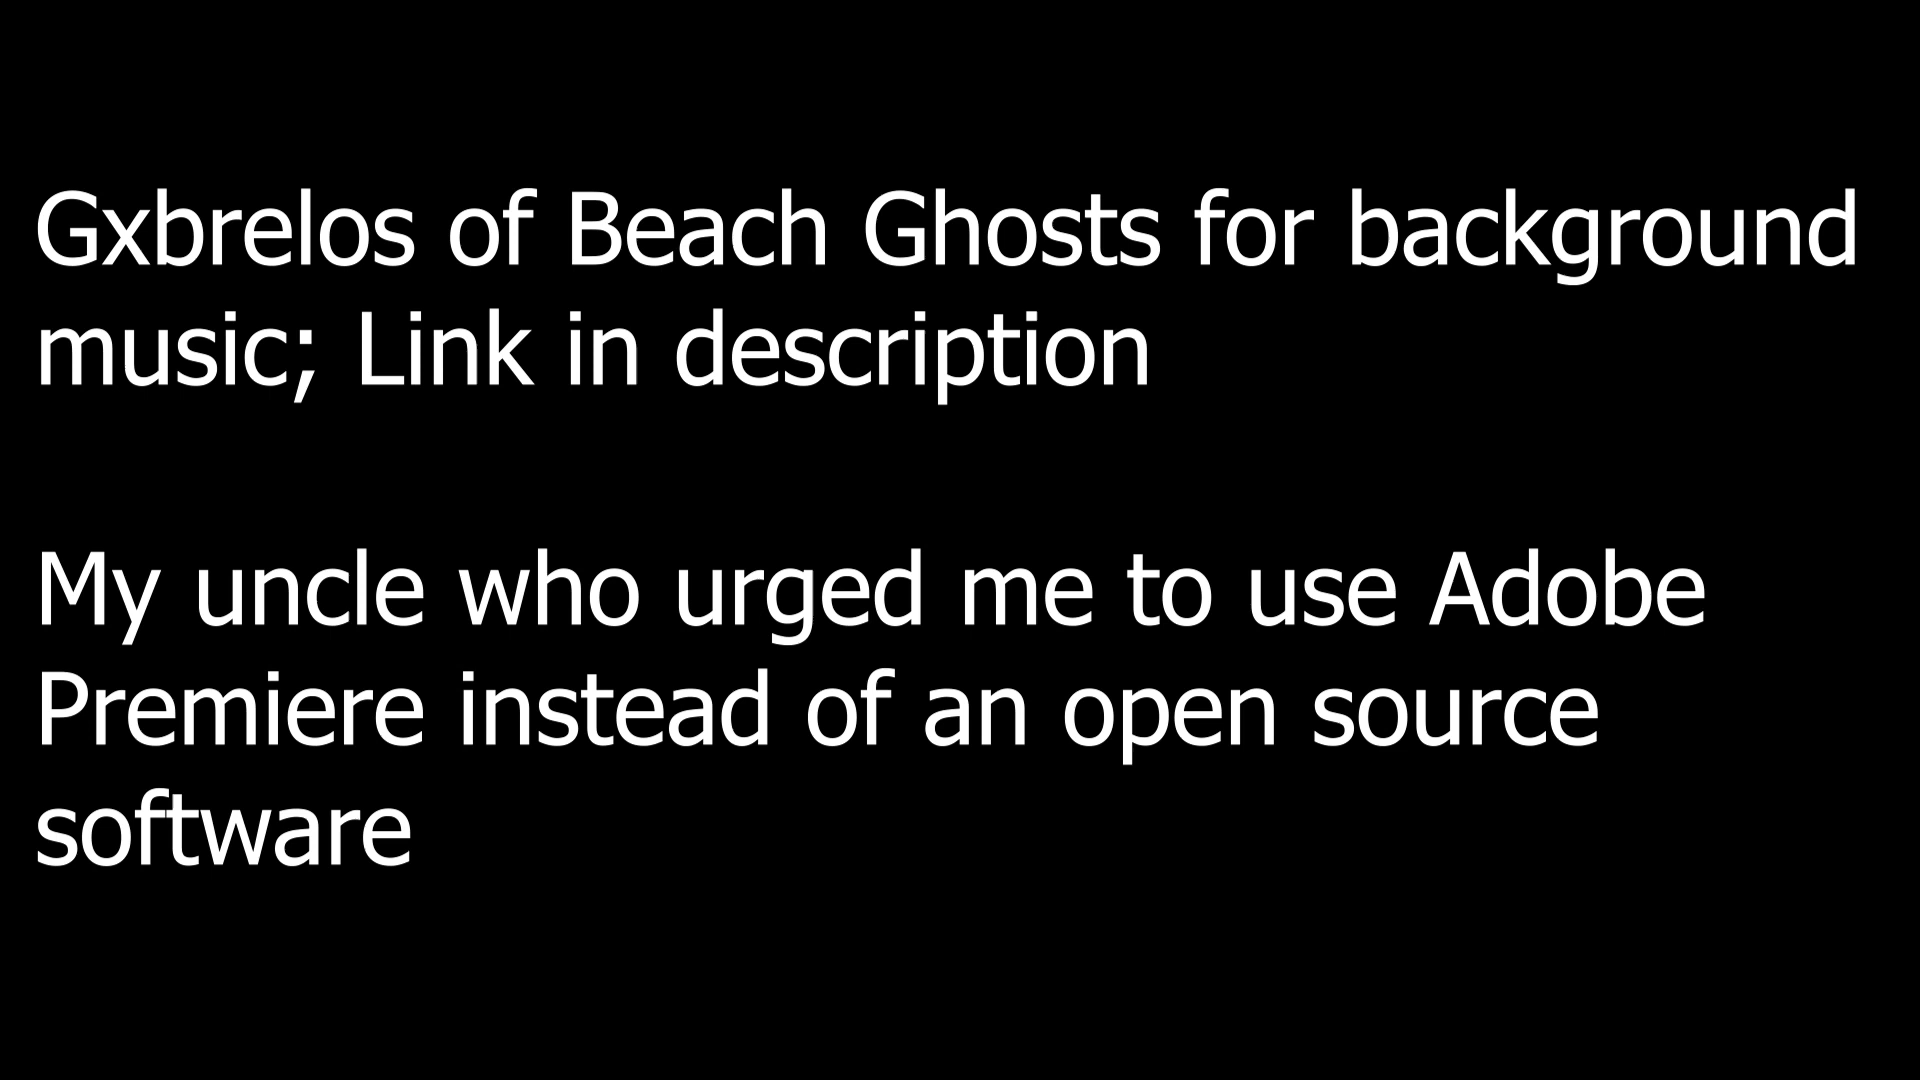 Gxbrelos of Beach Ghosts for background
music; Link in description
My uncle who urged me to use Adobe
Premiere instead of an open source
software